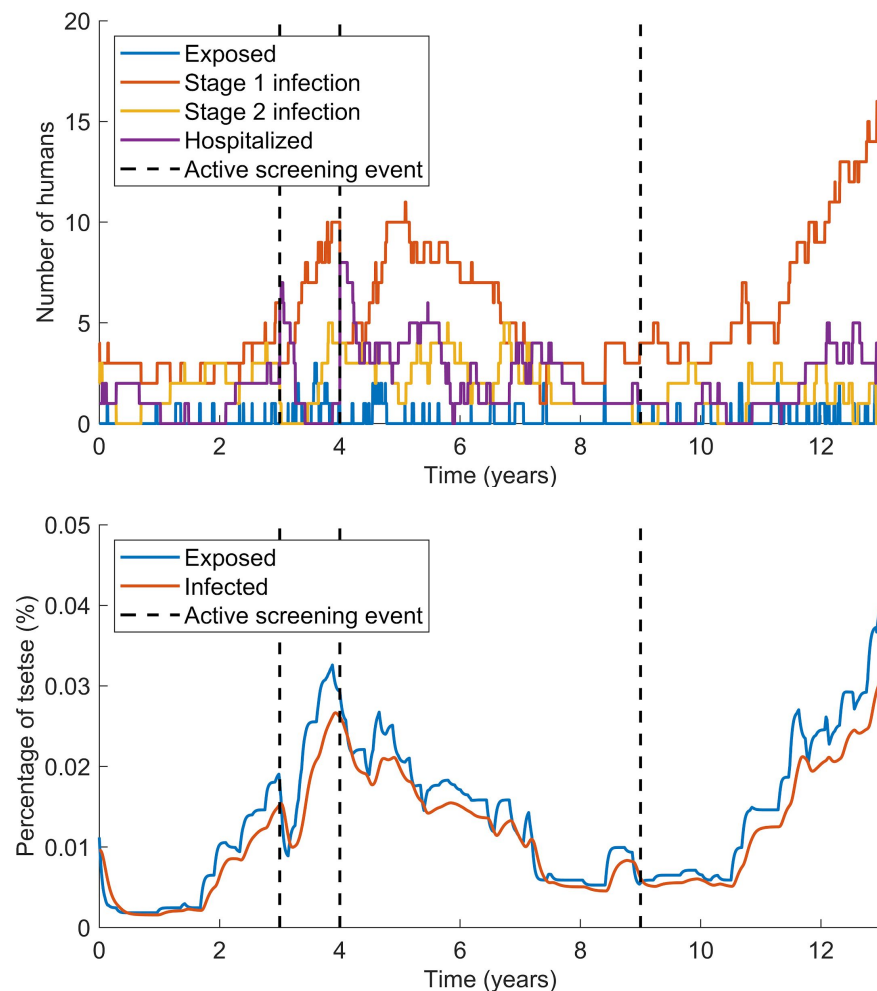 20
15
10
5
0
Number of humans
Exposed
Stage 1 infection
Stage 2 infection
Hospitalized
Active screening event
0 2 4 6 8 10 12
Time (years)
0.05
0.04
0.03
0.02
0.01
0
Percentage of tsetse (%)
Exposed
Infected
Active screening event
0 2 4 6 8 10 12
Time (years)